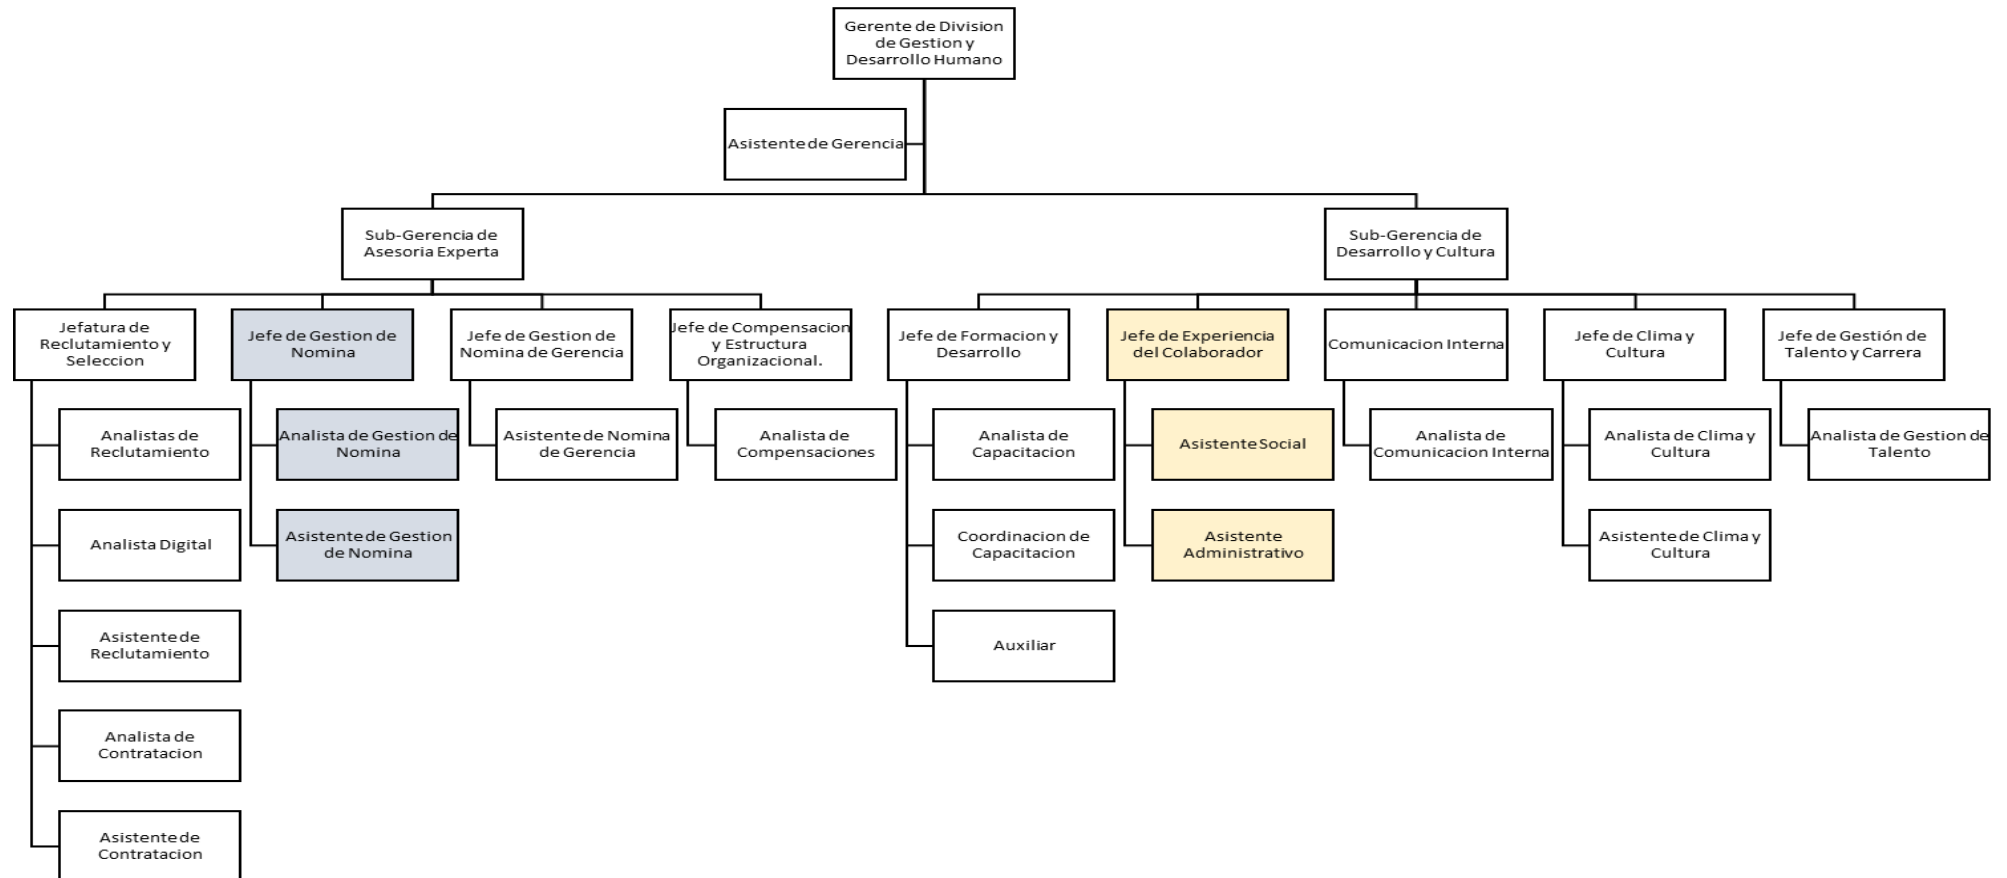 Gerente de Division
de Gestion y
Desarrollo Humano
Asistente de Gerencia
Sub-Gerencia de
Asesoria Experta
Sub-Gerencia de
Desarrollo y Cultura
Jefatura de
Reclutamiento y
Seleccion
Jefe de Gestion de
Nomina
Jefe de Gestion de
Nomina de Gerencia
Jefe de Compensacion
y Estructura
Organizacional.
Jefe de Formacion y
Desarrollo
Jefe de Experiencia
del Colaborador
Comunicacion Interna
Jefe de Clima y
Cultura
Jefe de Gestión de
Talento y Carrera
Analistas de
Reclutamiento
Analista de Gestion de
Nomina
Asistente de Nomina
de Gerencia
Analista de
Compensaciones
Analista de
Capacitacion
Asistente Social
Analista de
Comunicacion Interna
Analista de Clima y
Cultura
Analista de Gestion de
Talento
Analista Digital
Asistente de Gestion
de Nomina
Coordinacion de
Capacitacion
Asistente
Administrativo
Asistente de Clima y
Cultura
Asistente de
Reclutamiento
Auxiliar
Analista de
Contratacion
Asistente de
Contratacion